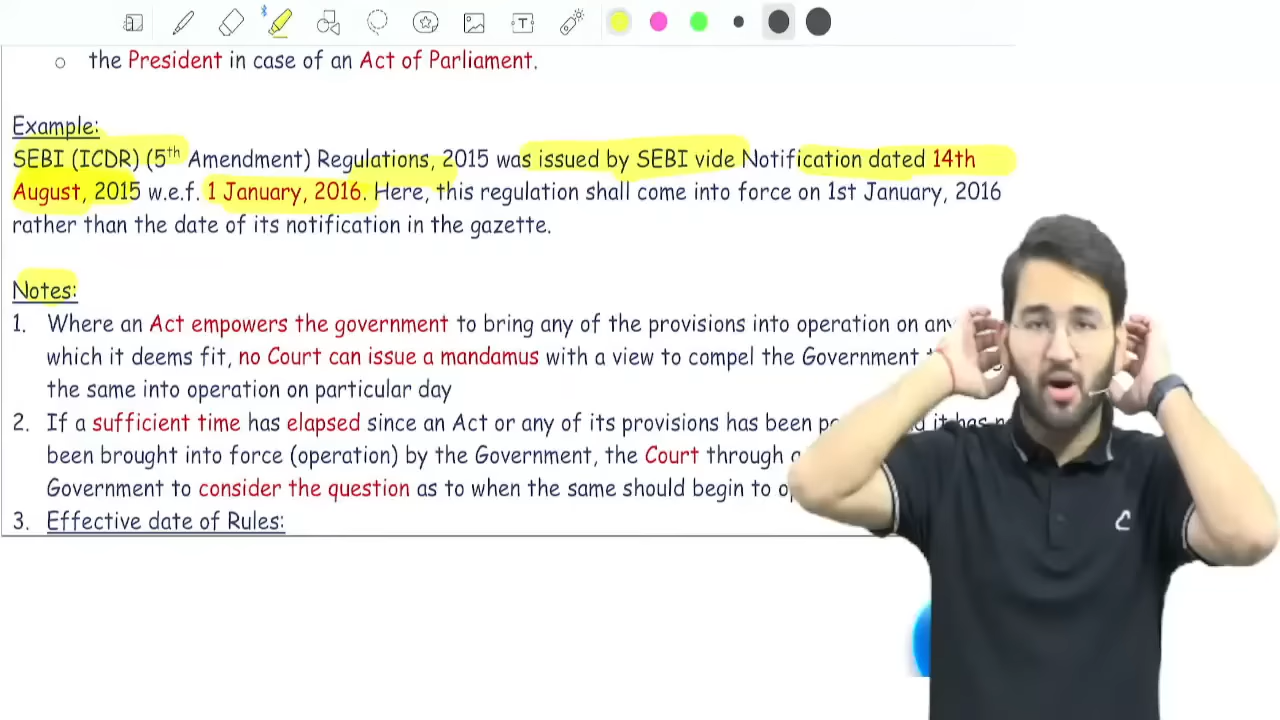 the President in case of an Act of Parliament.
Example:
SEBI (ICDR) (5th Amendment) Regulations, 2015 was issued by SEBI vide Notification dated 14th
August, 2015 w.e.f. 1 January, 2016. Here, this regulation shall come into force on 1st January, 2016
rather than the date of its notification in the gazette.
Notes:
1. Where an Act empowers the government to bring any of the provisions into operation on any
which it deems fit, no Court can issue a mandamus with a view to compel the Government
the same into operation on particular day
2. If a sufficient time has elapsed since an Act or any of its provisions has been it has
been brought into force (operation) by the Government, the Court through
Government to consider the question as to when the same should begin to
3. Effective date of Rules: